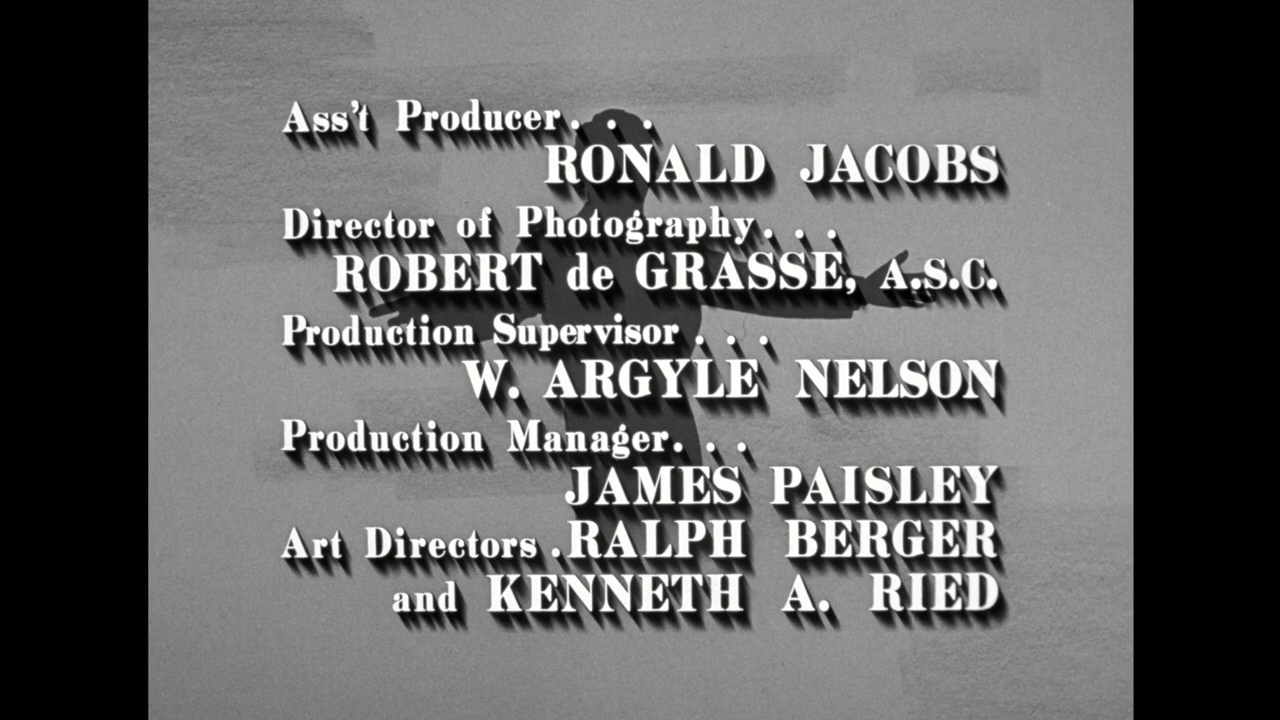 Ass't Producer. . .
RONALD JACOBS
Director of Photography. . .
ROBERT de GRASSE, A.S.C.
Production Supervisor . . .
W. ARGYLE NELSON
Production Manager. . .
JAMES PAISLEY
Art Directors .RALPH BERGER
and KENNETH A. RIED